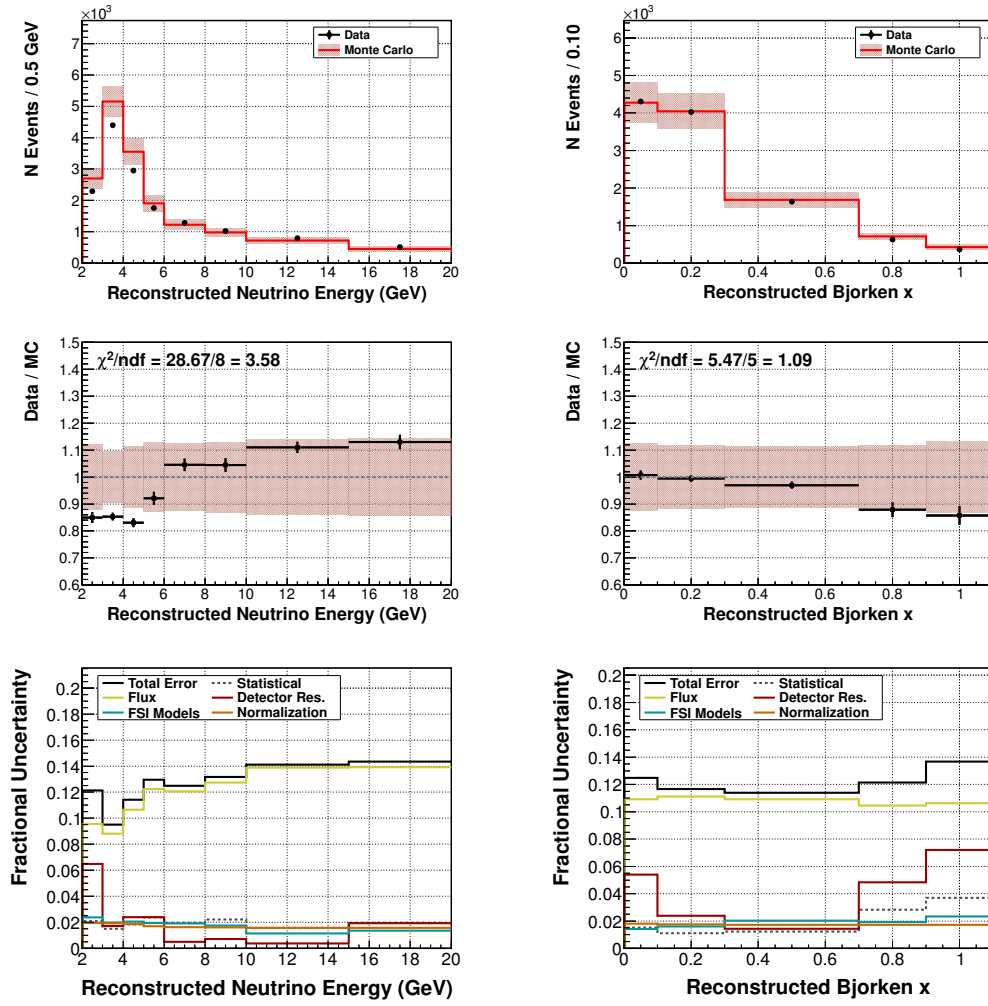 ×10³
N Events / 0.5 GeV
Data
Monte Carlo
7
6
5
4
3
2
1
0
2 4 6 8 10 12 14 16 18 20
Reconstructed Neutrino Energy (GeV)
×10³
N Events / 0.10
Data
Monte Carlo
6
5
4
3
2
1
0
0 0.2 0.4 0.6 0.8 1
Reconstructed Bjorken x
Data / MC
χ²/ndf = 28.67/8 = 3.58
1.5
1.4
1.3
1.2
1.1
1
0.9
0.8
0.7
0.6
2 4 6 8 10 12 14 16 18 20
Reconstructed Neutrino Energy (GeV)
Data / MC
χ²/ndf = 5.47/5 = 1.09
1.5
1.4
1.3
1.2
1.1
1
0.9
0.8
0.7
0.6
0 0.2 0.4 0.6 0.8 1
Reconstructed Bjorken x
Fractional Uncertainty
Total Error Statistical
Flux Detector Res.
FSI Models Normalization
0.2
0.18
0.16
0.14
0.12
0.1
0.08
0.06
0.04
0.02
0
2 4 6 8 10 12 14 16 18 20
Reconstructed Neutrino Energy (GeV)
Fractional Uncertainty
Total Error Statistical
Flux Detector Res.
FSI Models Normalization
0.2
0.18
0.16
0.14
0.12
0.1
0.08
0.06
0.04
0.02
0
0 0.2 0.4 0.6 0.8 1
Reconstructed Bjorken x